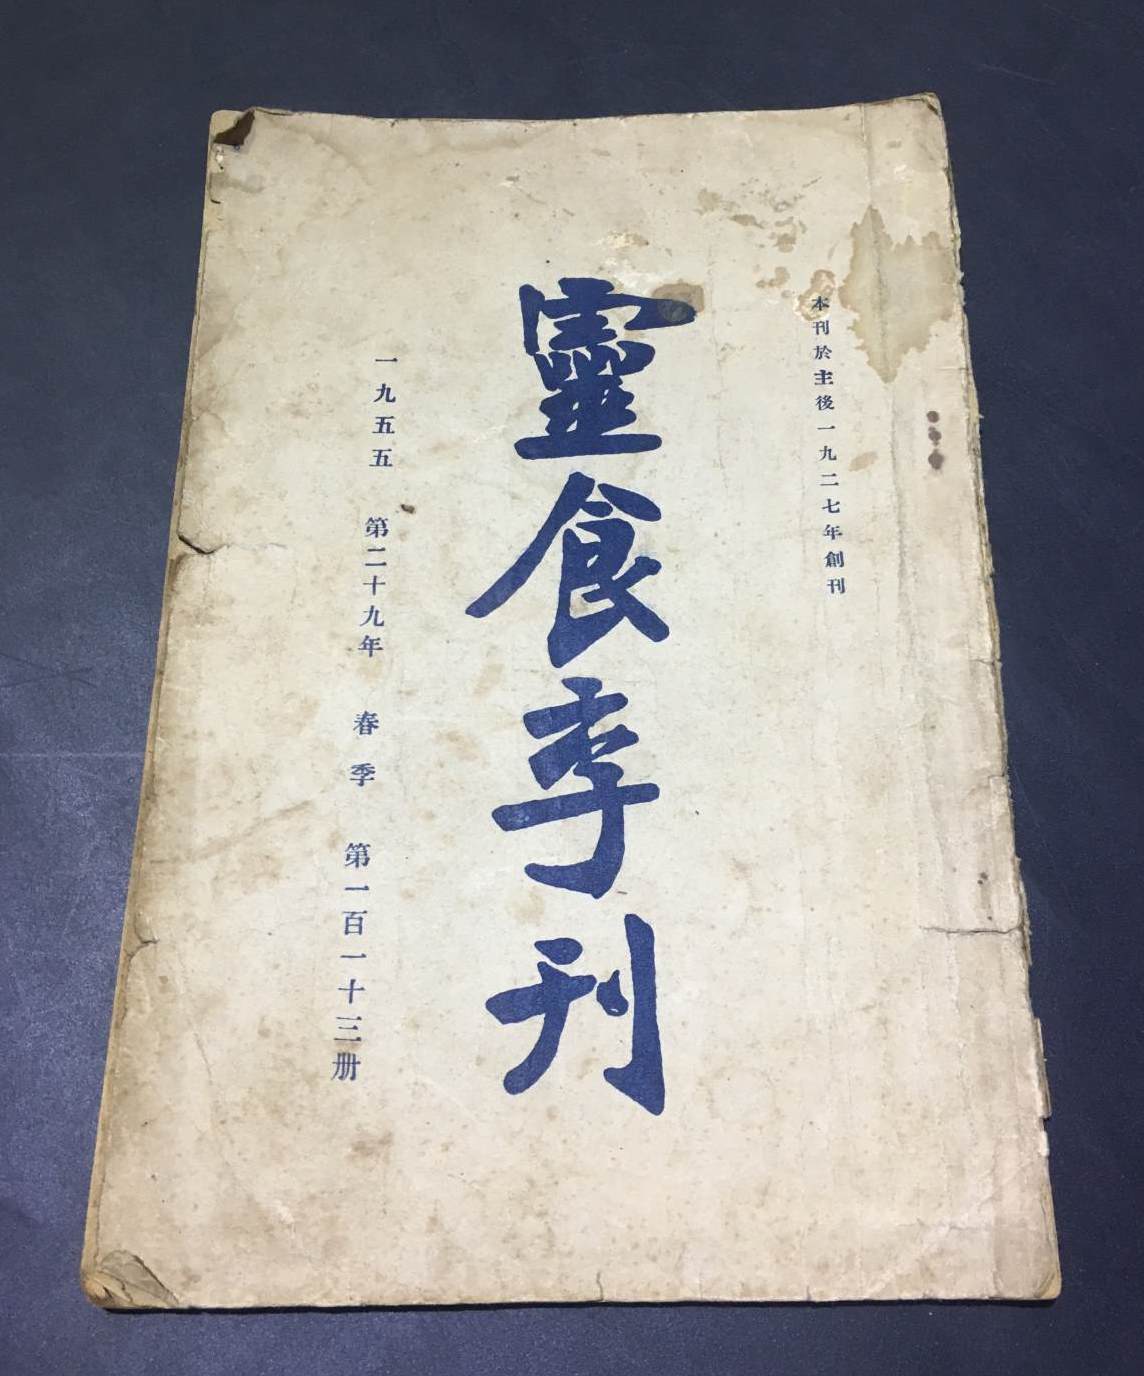 本刊於主後一九二七年創刊
靈食季刊
一九五五 第二十九年 春季 第一百一十三册